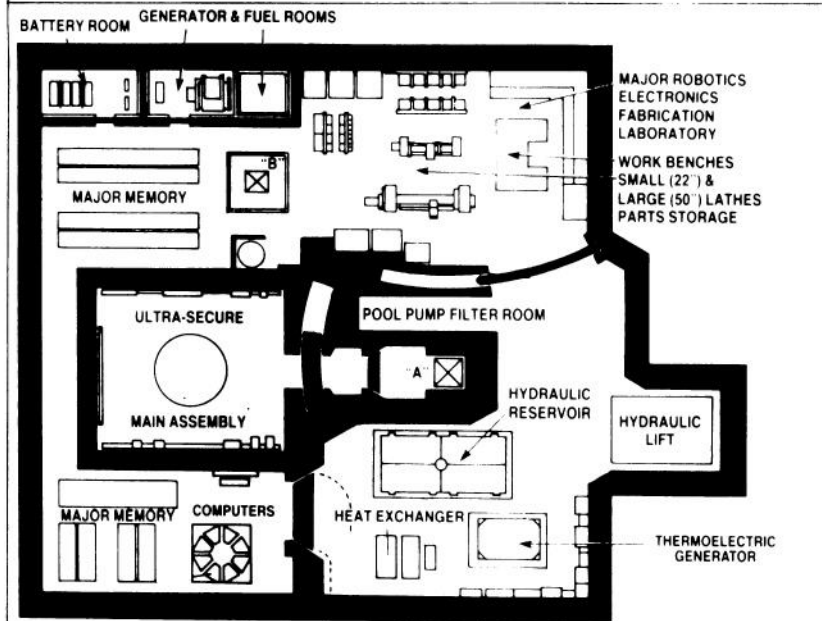 BATTERY ROOM
GENERATOR & FUEL ROOMS
MAJOR ROBOTICS
ELECTRONICS
FABRICATION
LABORATORY
WORK BENCHES
SMALL (22") &
LARGE (50") LATHES
PARTS STORAGE
"B"
MAJOR MEMORY
ULTRA-SECURE
MAIN ASSEMBLY
POOL PUMP FILTER ROOM
"A"
HYDRAULIC
RESERVOIR
HYDRAULIC
LIFT
MAJOR MEMORY
COMPUTERS
HEAT EXCHANGER
THERMOELECTRIC
GENERATOR